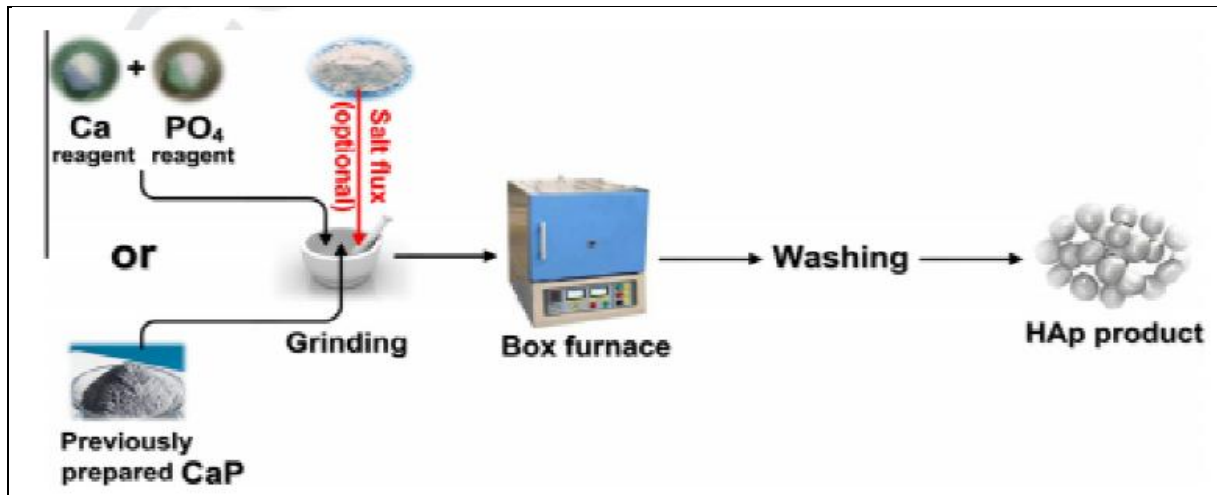 Ca + PO₄
reagent reagent
Salt flux
(optional)
or
Grinding
Box furnace
Washing
HAp product
Previously
prepared CaP